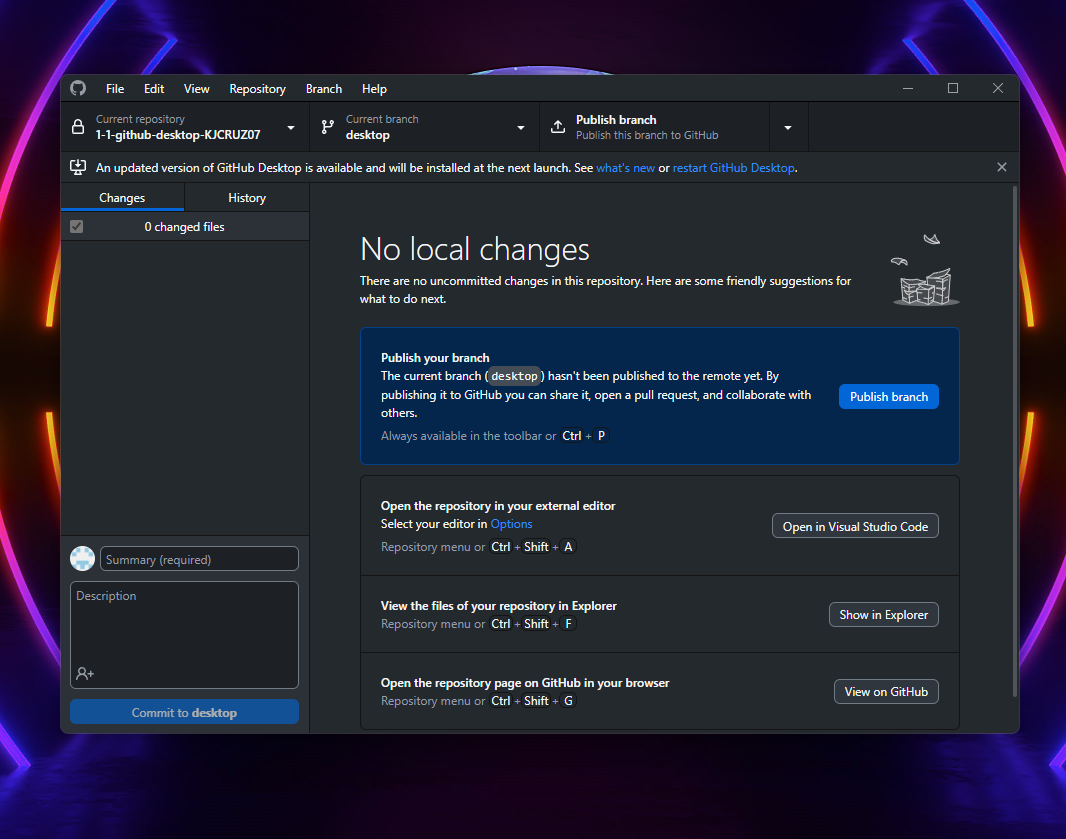 File Edit View Repository Branch Help
Current repository
1-1-github-desktop-KJCRUZ07
Current branch
desktop
Publish branch
Publish this branch to GitHub
An updated version of GitHub Desktop is available and will be installed at the next launch. See what's new or restart GitHub Desktop.
Changes
History
0 changed files
No local changes
There are no uncommitted changes in this repository. Here are some friendly suggestions for
what to do next.
Publish your branch
The current branch (desktop) hasn't been published to the remote yet. By
publishing it to GitHub you can share it, open a pull request, and collaborate with
others.
Always available in the toolbar or Ctrl + P
Publish branch
Open the repository in your external editor
Select your editor in Options
Repository menu or Ctrl + Shift + A
Open in Visual Studio Code
View the files of your repository in Explorer
Repository menu or Ctrl + Shift + F
Show in Explorer
Open the repository page on GitHub in your browser
Repository menu or Ctrl + Shift + G
View on GitHub
Summary (required)
Description
Commit to desktop